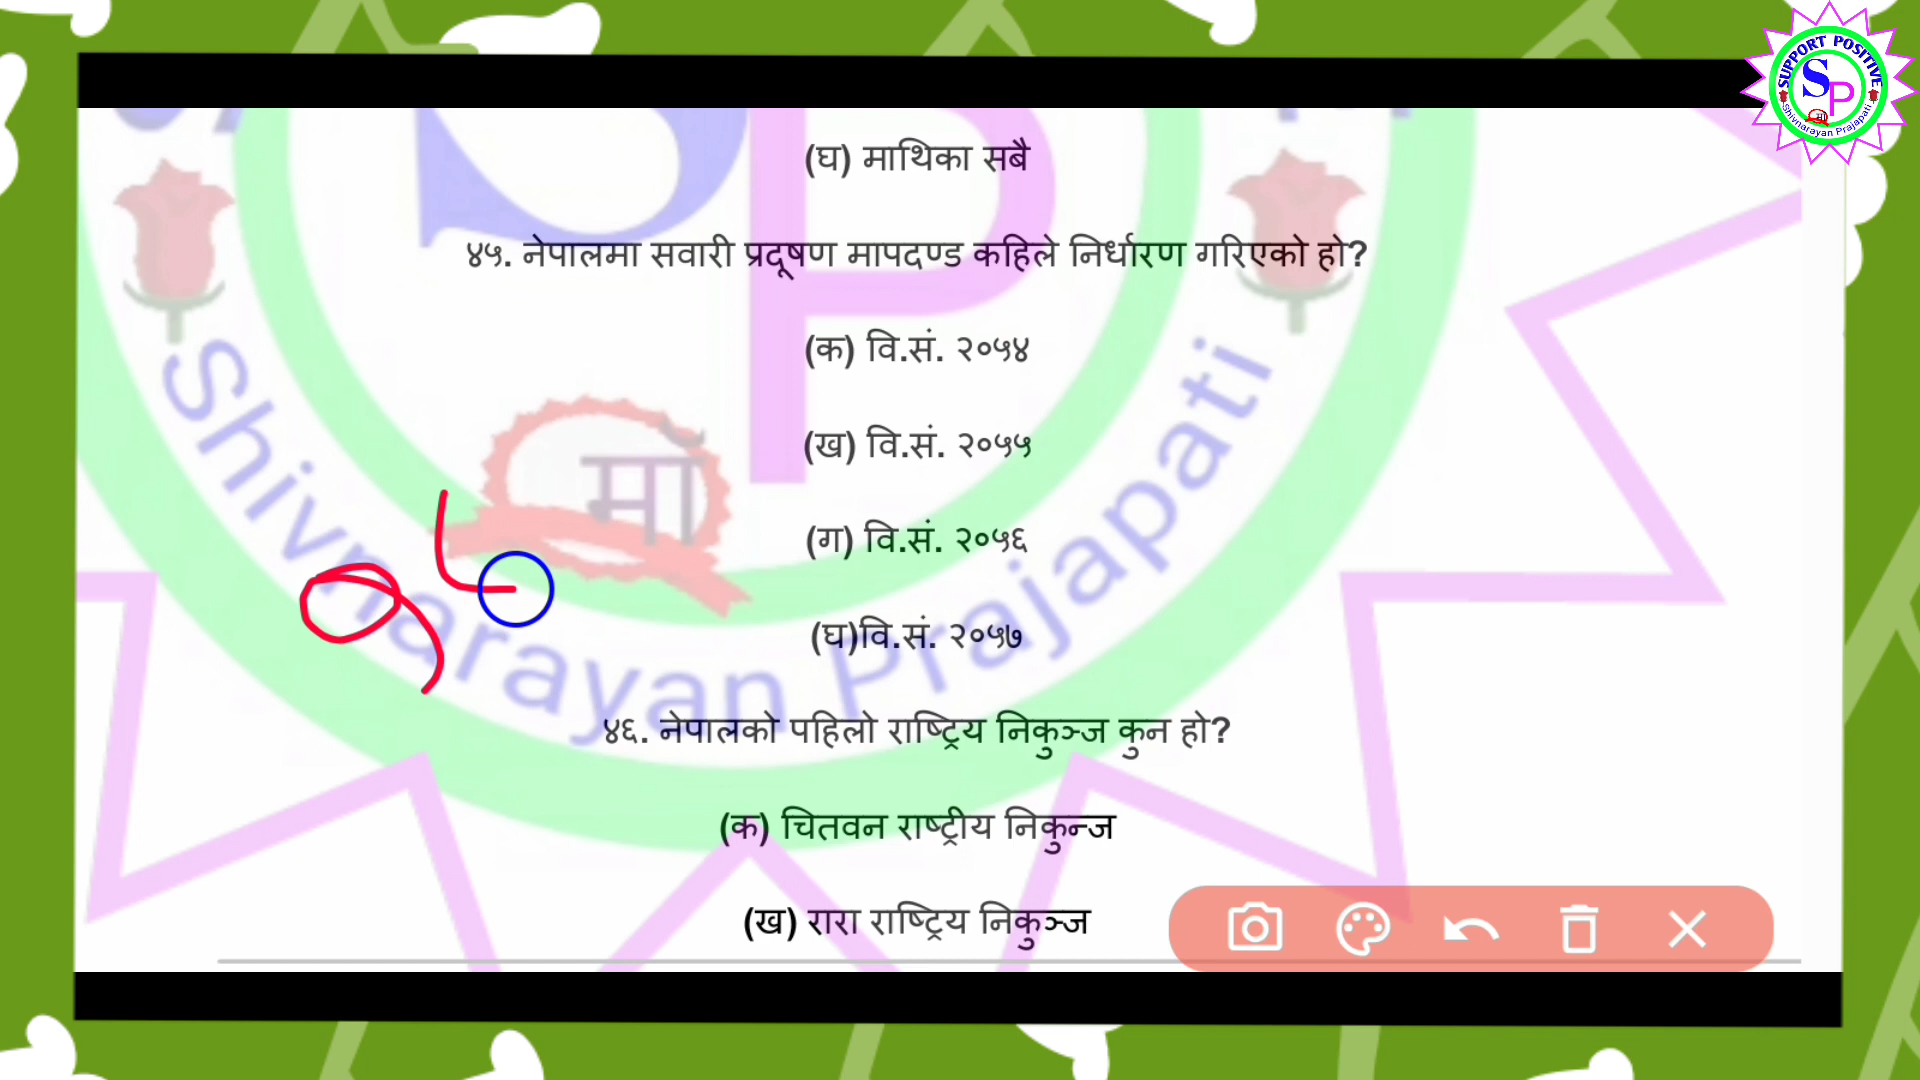 SUPPORT POSITIVE
SP
माँ
Shivnarayan Prajapati
(घ) माथिका सबै
४५. नेपालमा सवारी प्रदूषण मापदण्ड कहिले निर्धारण गरिएको हो?
(क) वि.सं. २०५४
(ख) वि.सं. २०५५
(ग) वि.सं. २०५६
(घ)वि.सं. २०५७
४६. नेपालको पहिलो राष्ट्रिय निकुञ्ज कुन हो?
(क) चितवन राष्ट्रीय निकुन्ज
(ख) रारा राष्ट्रिय निकुञ्ज
P
माँ
Shivnarayan Prajapati